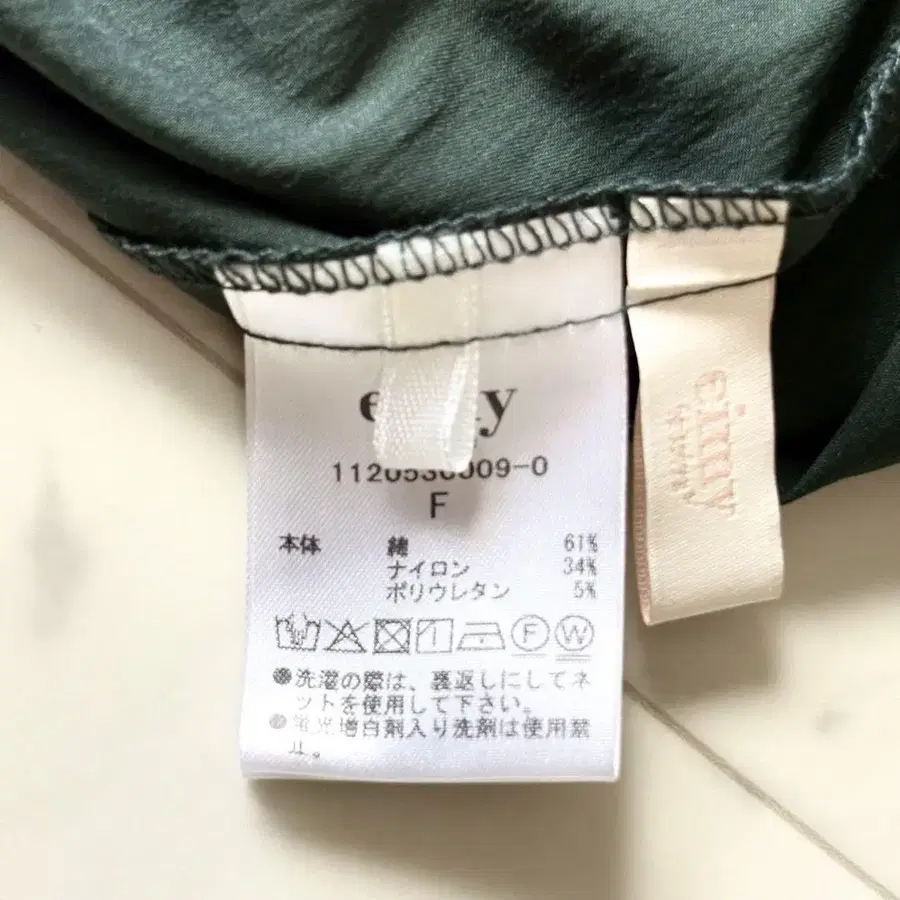 1120530009-0
F
本体 綿 61%
ナイロン 34%
ポリウレタン 5%
F W
●洗濯の際は、裏返しにしてネ
ットを使用して下さい。
●蛍光増白剤入り洗剤は使用禁
止。
eimy